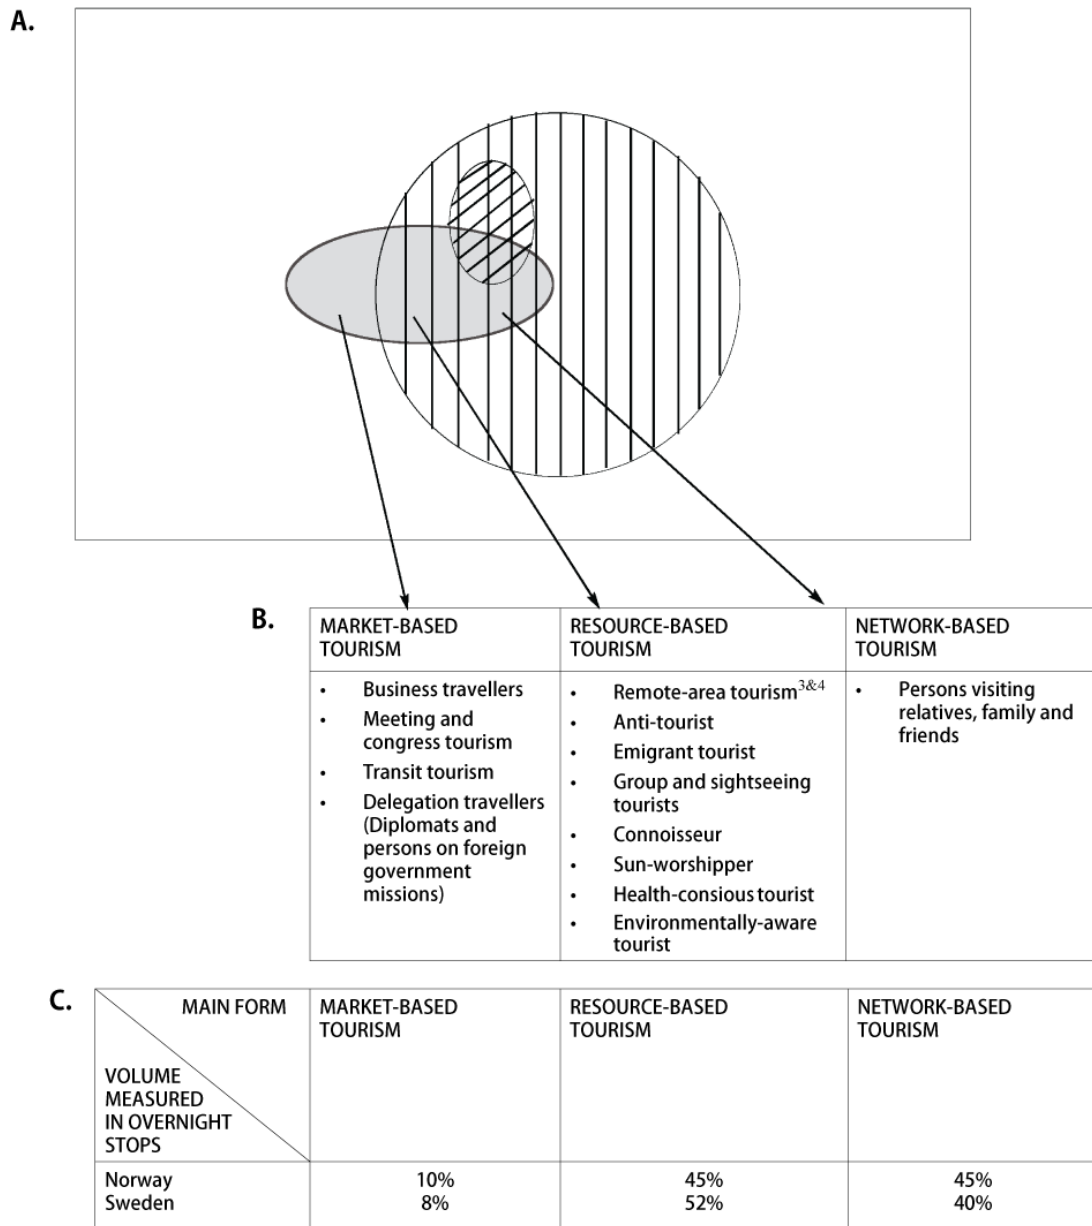 A.
B.
MARKET-BASED
TOURISM
RESOURCE-BASED
TOURISM
NETWORK-BASED
TOURISM
• Business travellers
• Meeting and
congress tourism
• Transit tourism
• Delegation travellers
(Diplomats and
persons on foreign
government
missions)
• Remote-area tourism3&4
• Anti-tourist
• Emigrant tourist
• Group and sightseeing
tourists
• Connoisseur
• Sun-worshipper
• Health-consious tourist
• Environmentally-aware
tourist
• Persons visiting
relatives, family and
friends
C.
MAIN FORM
VOLUME
MEASURED
IN OVERNIGHT
STOPS
MARKET-BASED
TOURISM
RESOURCE-BASED
TOURISM
NETWORK-BASED
TOURISM
Norway 10% 45% 45%
Sweden 8% 52% 40%